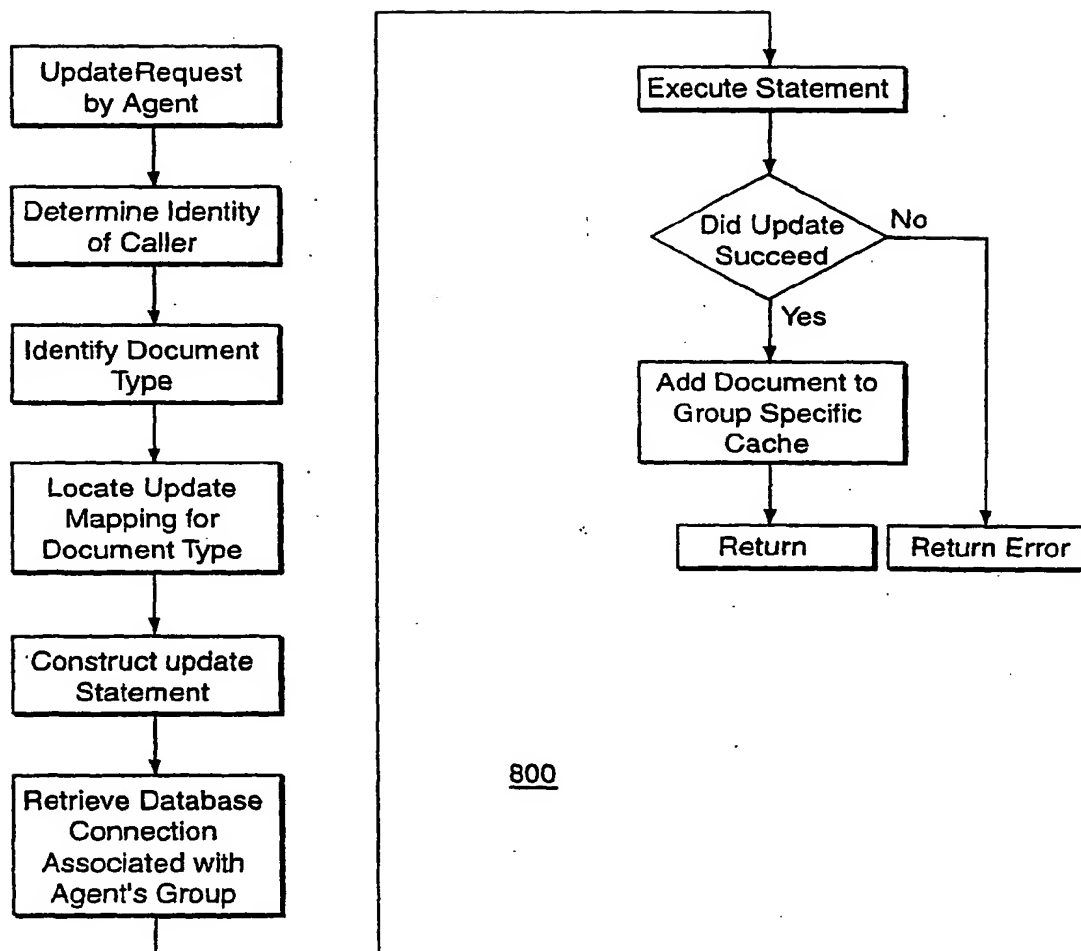 UpdateRequest
by Agent
Determine Identity
of Caller
Identify Document
Type
Locate Update
Mapping for
Document Type
Construct update
Statement
Retrieve Database
Connection
Associated with
Agent's Group
Execute Statement
Did Update
Succeed
No
Yes
Add Document to
Group Specific
Cache
Return
Return Error
800